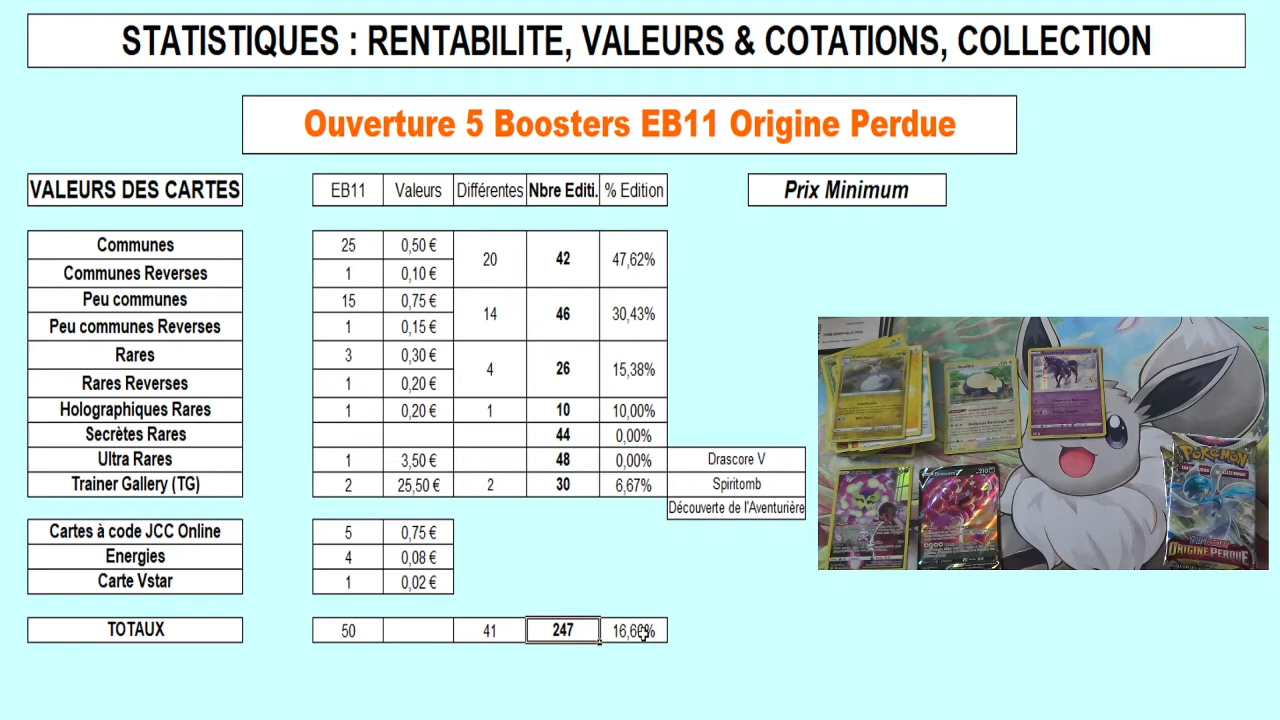 STATISTIQUES : RENTABILITE, VALEURS & COTATIONS, COLLECTION
Ouverture 5 Boosters EB11 Origine Perdue
VALEURS DES CARTES EB11 Valeurs Différentes Nbre Editi. % Edition Prix Minimum
Communes 25 0,50 € 20 42 47,62%
Communes Reverses 1 0,10 €
Peu communes 15 0,75 € 14 46 30,43%
Peu communes Reverses 1 0,15 €
Rares 3 0,30 € 4 26 15,38%
Rares Reverses 1 0,20 €
Holographiques Rares 1 0,20 € 1 10 10,00%
Secrètes Rares 44 0,00%
Ultra Rares 1 3,50 € 48 0,00% Drascore V
Trainer Gallery (TG) 2 25,50 € 2 30 6,67% Spiritomb
Découverte de l'Aventurière
Cartes à code JCC Online 5 0,75 €
Energies 4 0,08 €
Carte Vstar 1 0,02 €
TOTAUX 50 41 247 16,60%
POKÉMON
ORIGINE PERDUE